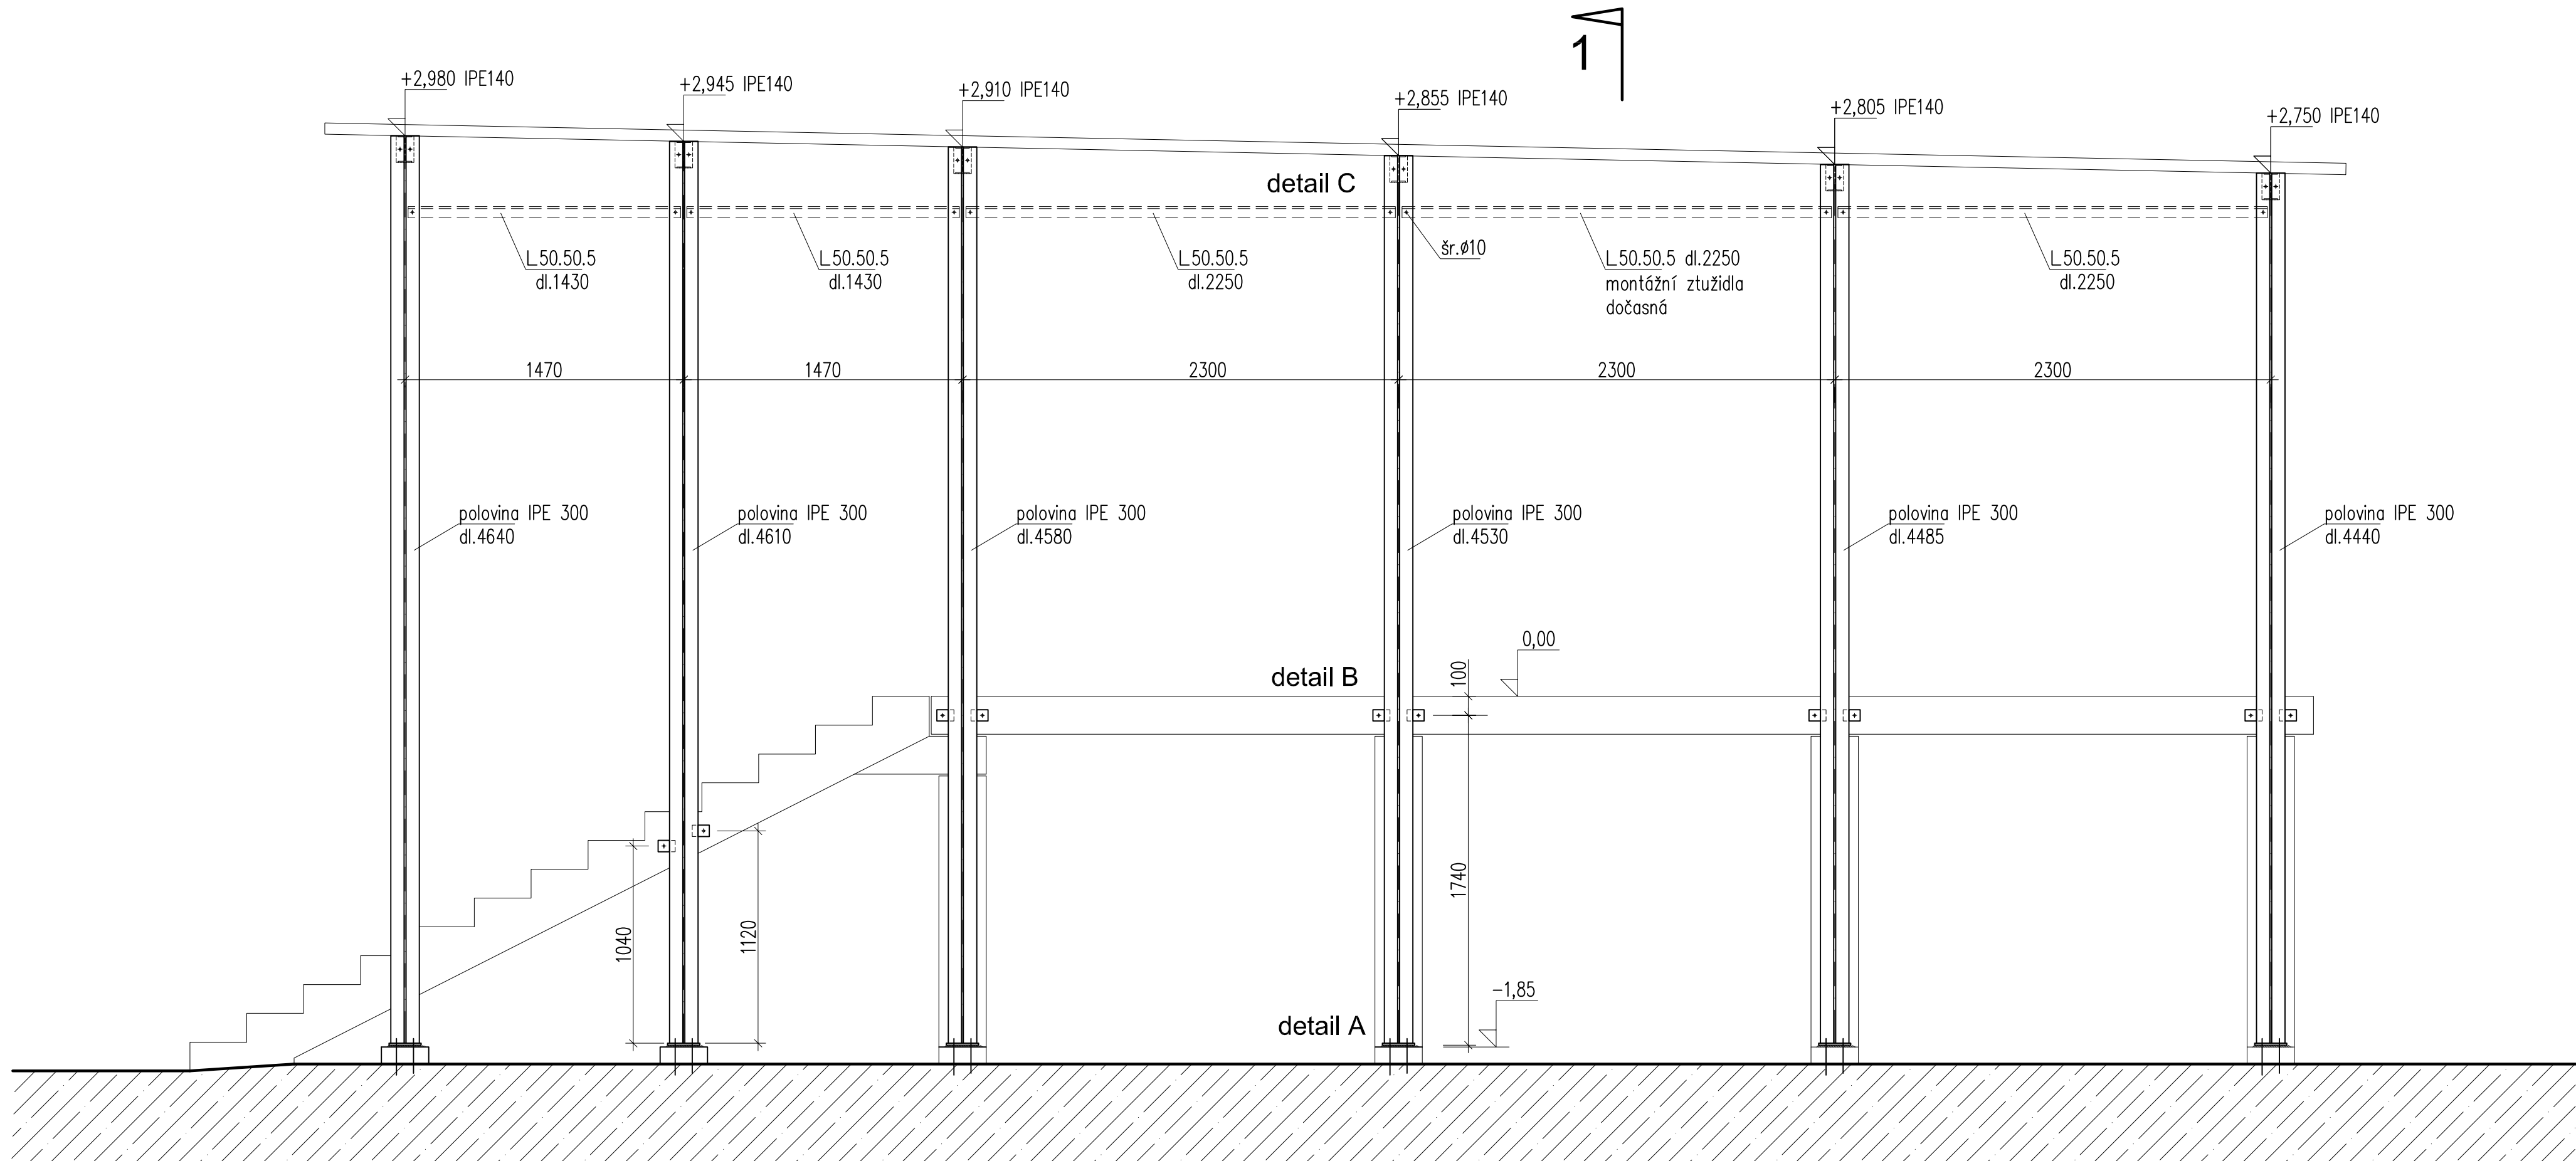 1
+2,980 IPE140
+2,945 IPE140
+2,910 IPE140
+2,855 IPE140
+2,805 IPE140
+2,750 IPE140
detail C
L50.50.5
dl.1430
L50.50.5
dl.1430
L50.50.5
dl.2250
šr.ø10
L50.50.5 dl.2250
montážní ztužidla
dočasná
L50.50.5
dl.2250
1470
1470
2300
2300
2300
polovina IPE 300
dl.4640
polovina IPE 300
dl.4610
polovina IPE 300
dl.4580
polovina IPE 300
dl.4530
polovina IPE 300
dl.4485
polovina IPE 300
dl.4440
0,00
100
detail B
1740
1040
1120
-1,85
detail A